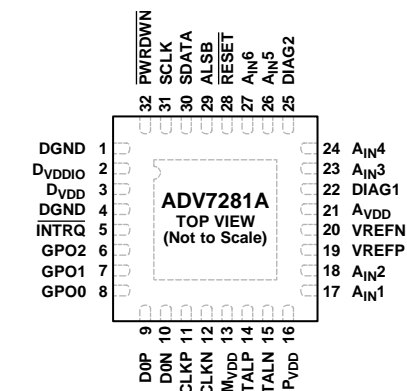 32 PWRDWN
31 SCLK
30 SDATA
29 ALSB
28 RESET
27 AIN6
26 AIN5
25 DIAG2
DGND 1
DVDDIO 2
DVDD 3
DGND 4
INTRQ 5
GPO2 6
GPO1 7
GPO0 8
ADV7281A
TOP VIEW
(Not to Scale)
24 AIN4
23 AIN3
22 DIAG1
21 AVDD
20 VREFN
19 VREFP
18 AIN2
17 AIN1
D0P 9
D0N 10
CLKP 11
CLKN 12
MVDD 13
TALP 14
TALN 15
PVDD 16